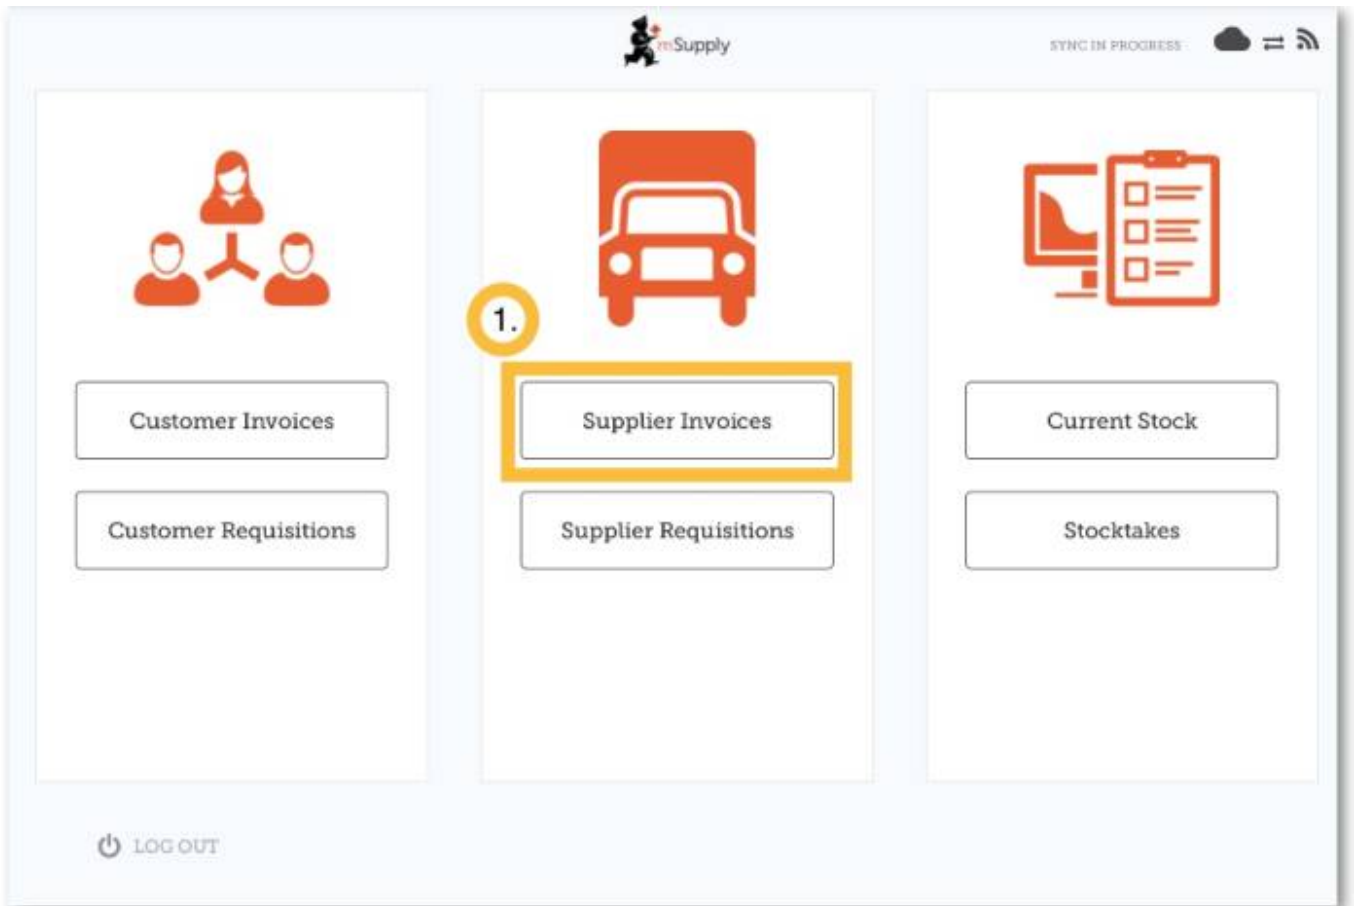 mSupply
SYNC IN PROGRESS
1.
Customer Invoices
Supplier Invoices
Current Stock
Customer Requisitions
Supplier Requisitions
Stocktakes
LOG OUT